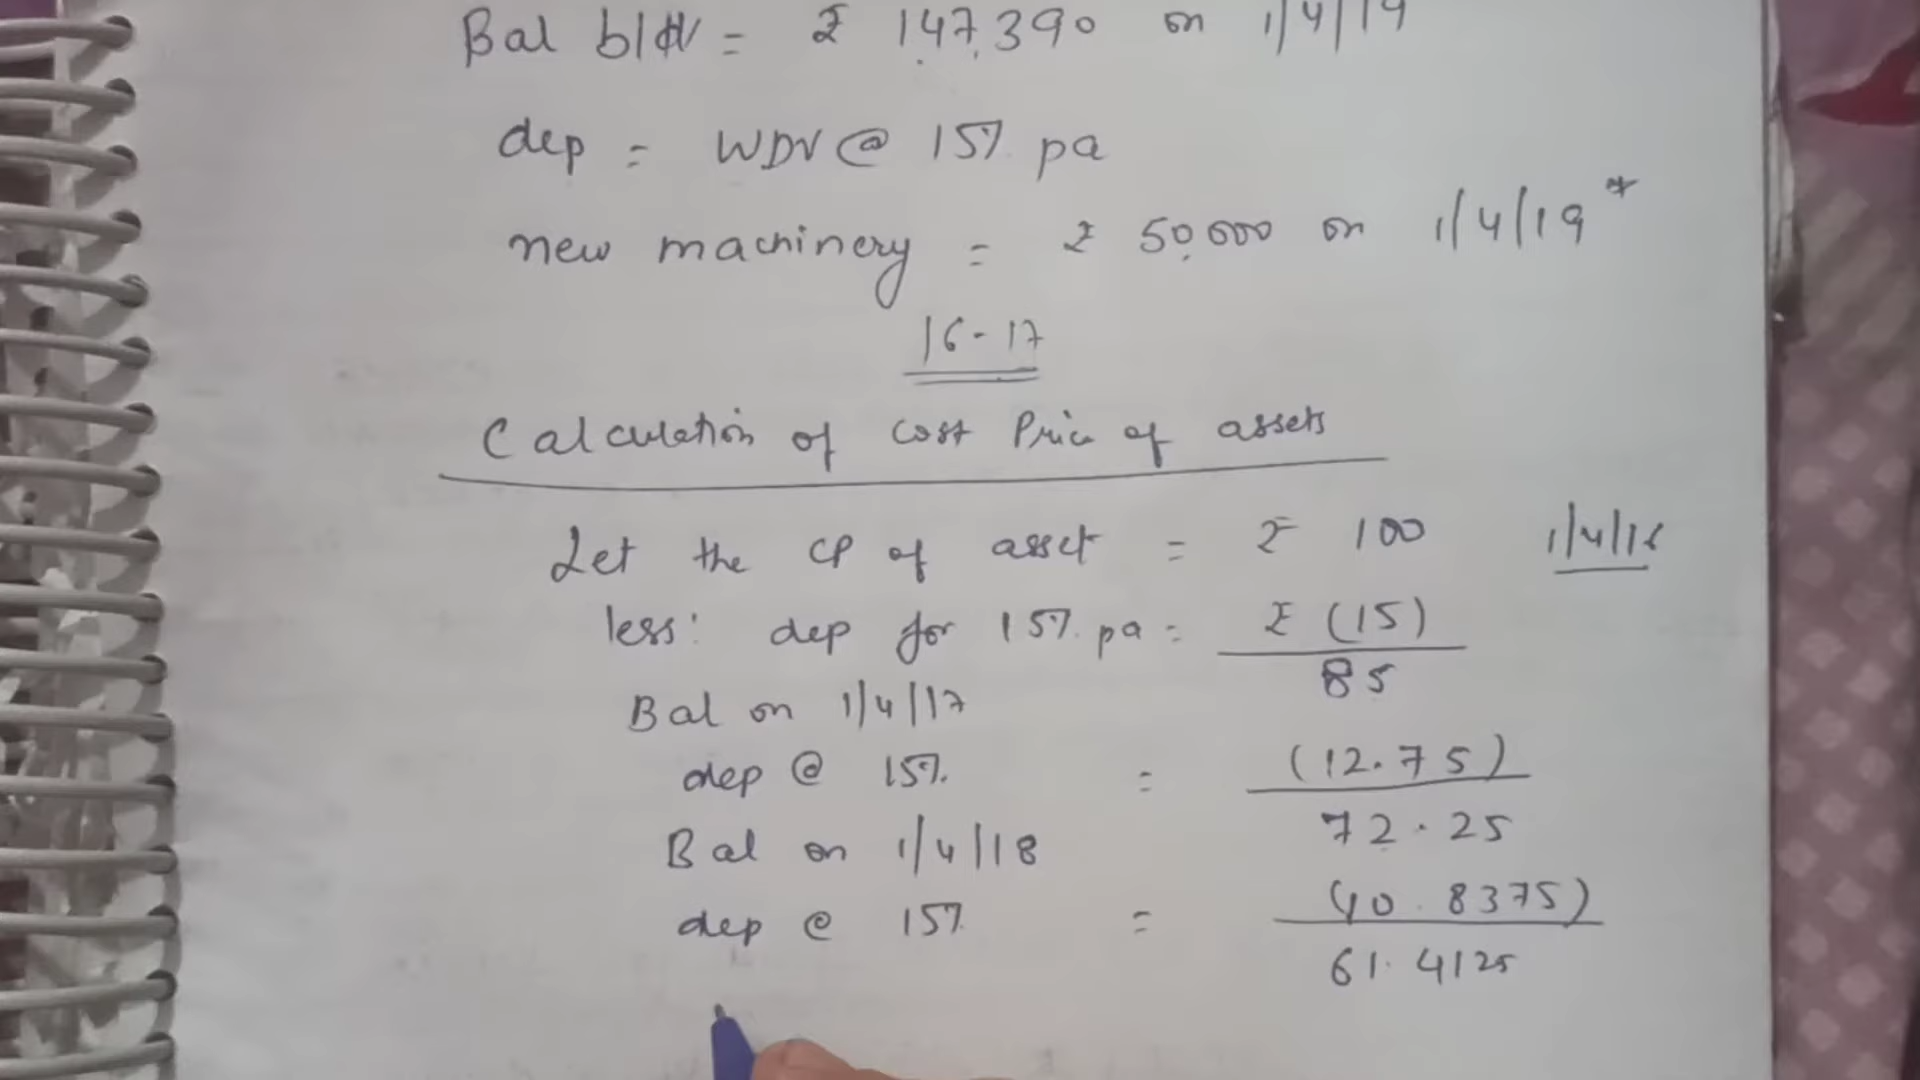 Bal b/d = ₹ 147,390 on 1/4/19
dep = WDV @ 15% pa
new machinery = ₹ 50,000 on 1/4/19 *
16-17
Calculation of Cost Price of assets
Let the CP of asset = ₹ 100 1/4/16
less: dep for 15% pa = ₹ (15)
85
Bal on 1/4/17
dep @ 15% = (12.75)
72.25
Bal on 1/4/18
dep @ 15% = (10.8375)
61.4125